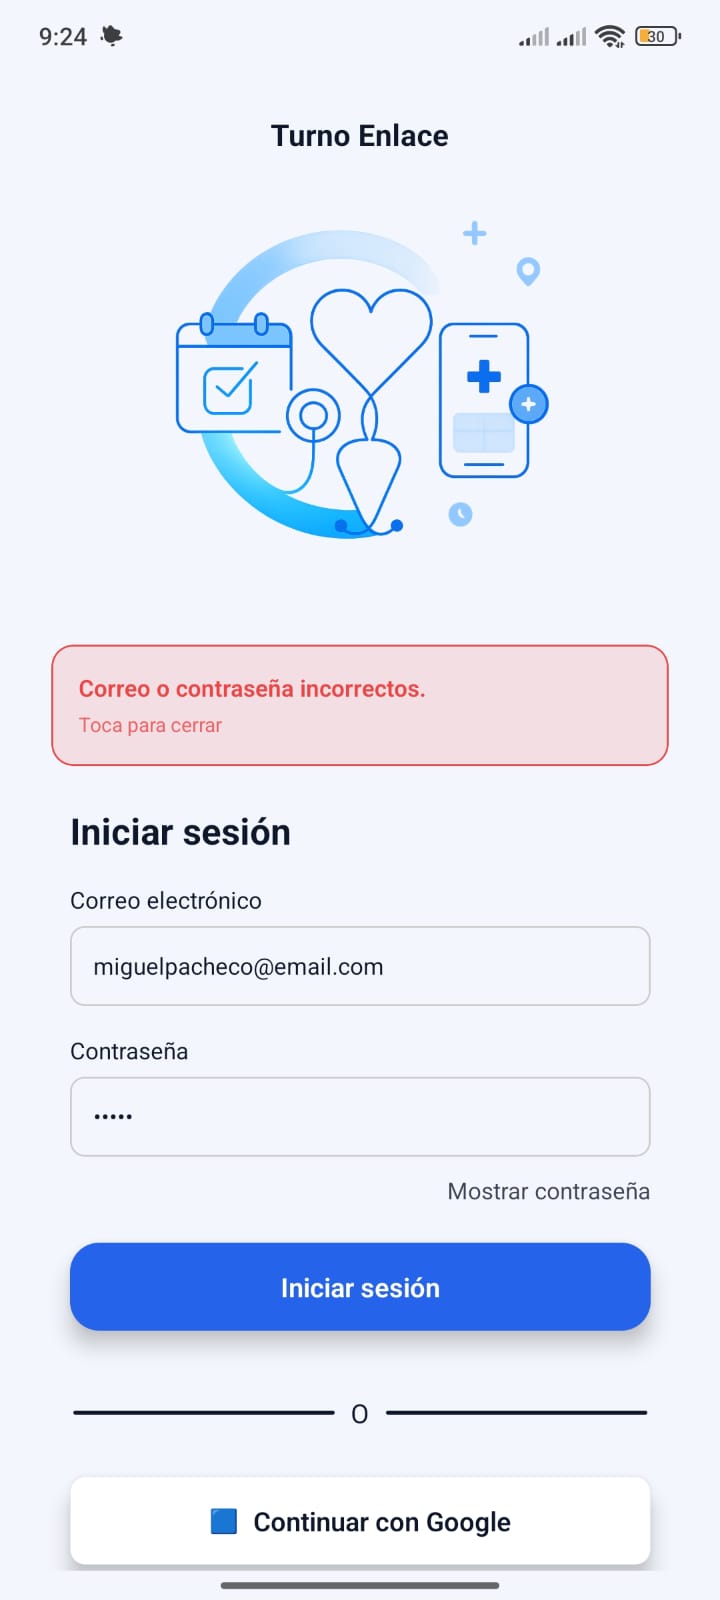 9:24
30
Turno Enlace
Correo o contraseña incorrectos.
Toca para cerrar
Iniciar sesión
Correo electrónico
miguelpacheco@email.com
Contraseña
•••••
Mostrar contraseña
Iniciar sesión
O
Continuar con Google